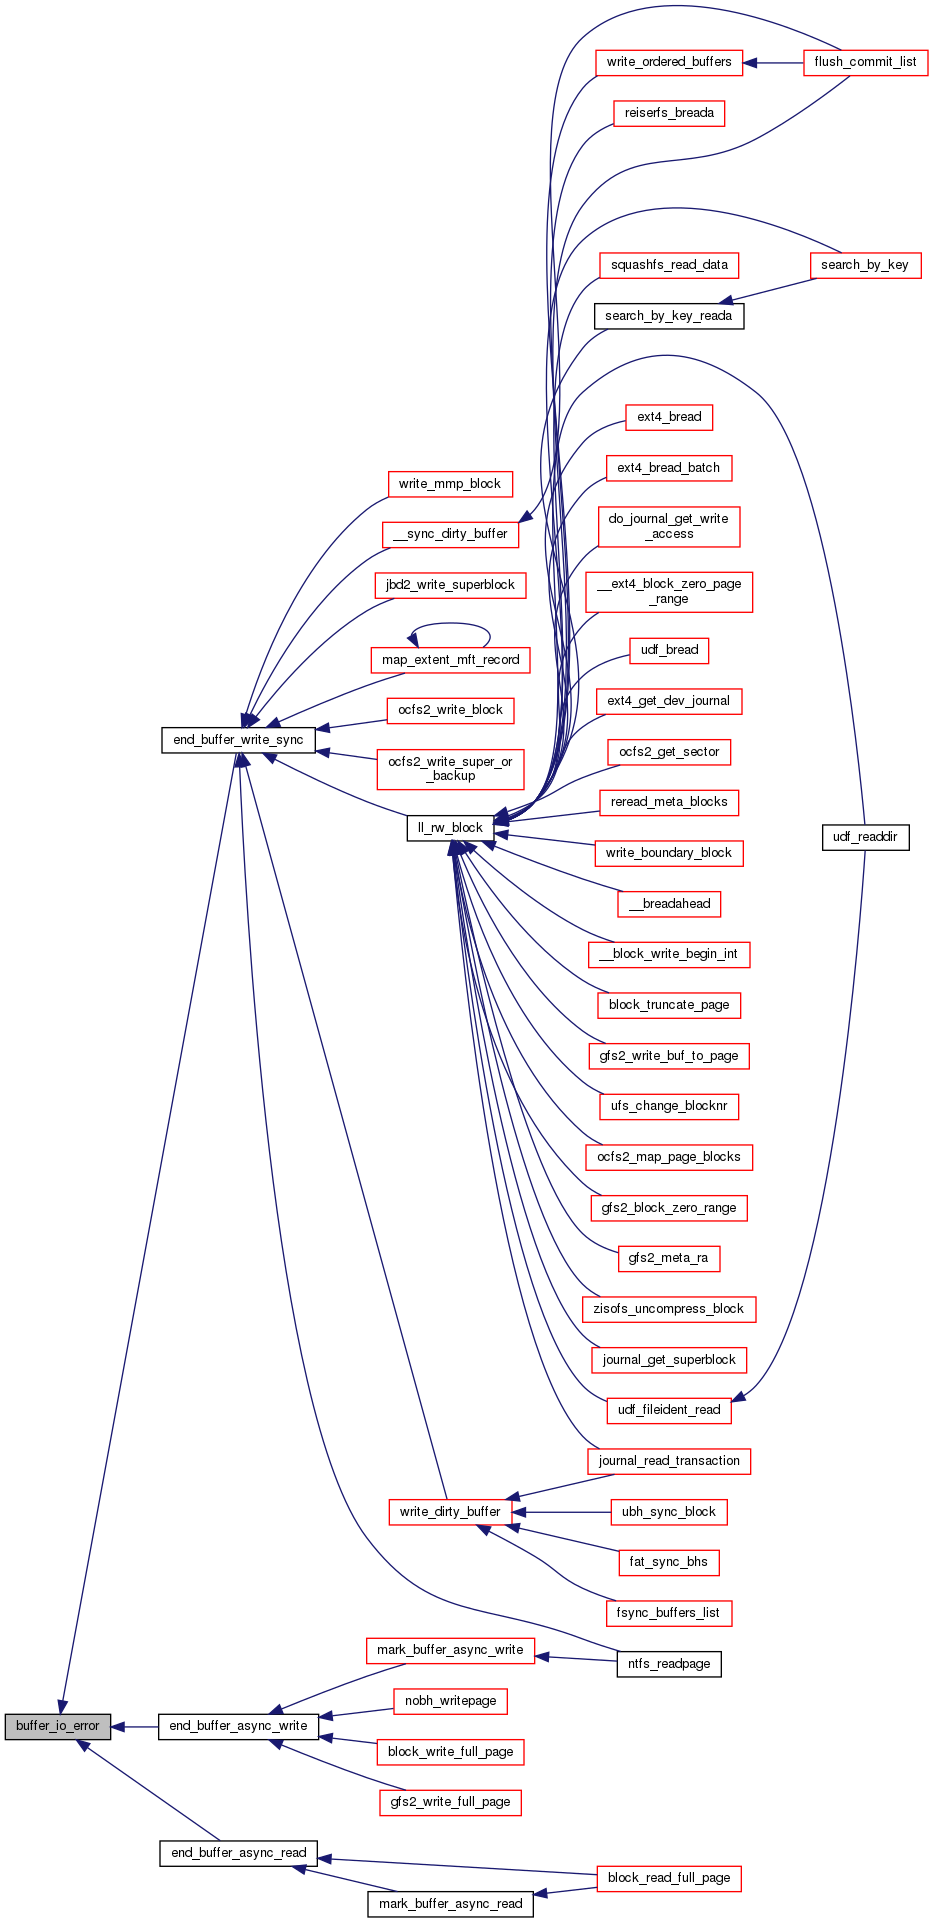 flush_commit_list
write_ordered_buffers
reiserfs_breada
search_by_key
squashfs_read_data
search_by_key_reada
ext4_bread
ext4_bread_batch
write_mmp_block
do_journal_get_write
_access
__sync_dirty_buffer
jbd2_write_superblock
__ext4_block_zero_page
_range
udf_bread
map_extent_mft_record
ext4_get_dev_journal
ocfs2_write_block
end_buffer_write_sync
ocfs2_get_sector
ocfs2_write_super_or
_backup
reread_meta_blocks
ll_rw_block
udf_readdir
write_boundary_block
__breadahead
__block_write_begin_int
block_truncate_page
gfs2_write_buf_to_page
ufs_change_blocknr
ocfs2_map_page_blocks
gfs2_block_zero_range
gfs2_meta_ra
zisofs_uncompress_block
journal_get_superblock
udf_fileident_read
journal_read_transaction
write_dirty_buffer
ubh_sync_block
fat_sync_bhs
fsync_buffers_list
mark_buffer_async_write
ntfs_readpage
nobh_writepage
buffer_io_error
end_buffer_async_write
block_write_full_page
gfs2_write_full_page
end_buffer_async_read
block_read_full_page
mark_buffer_async_read